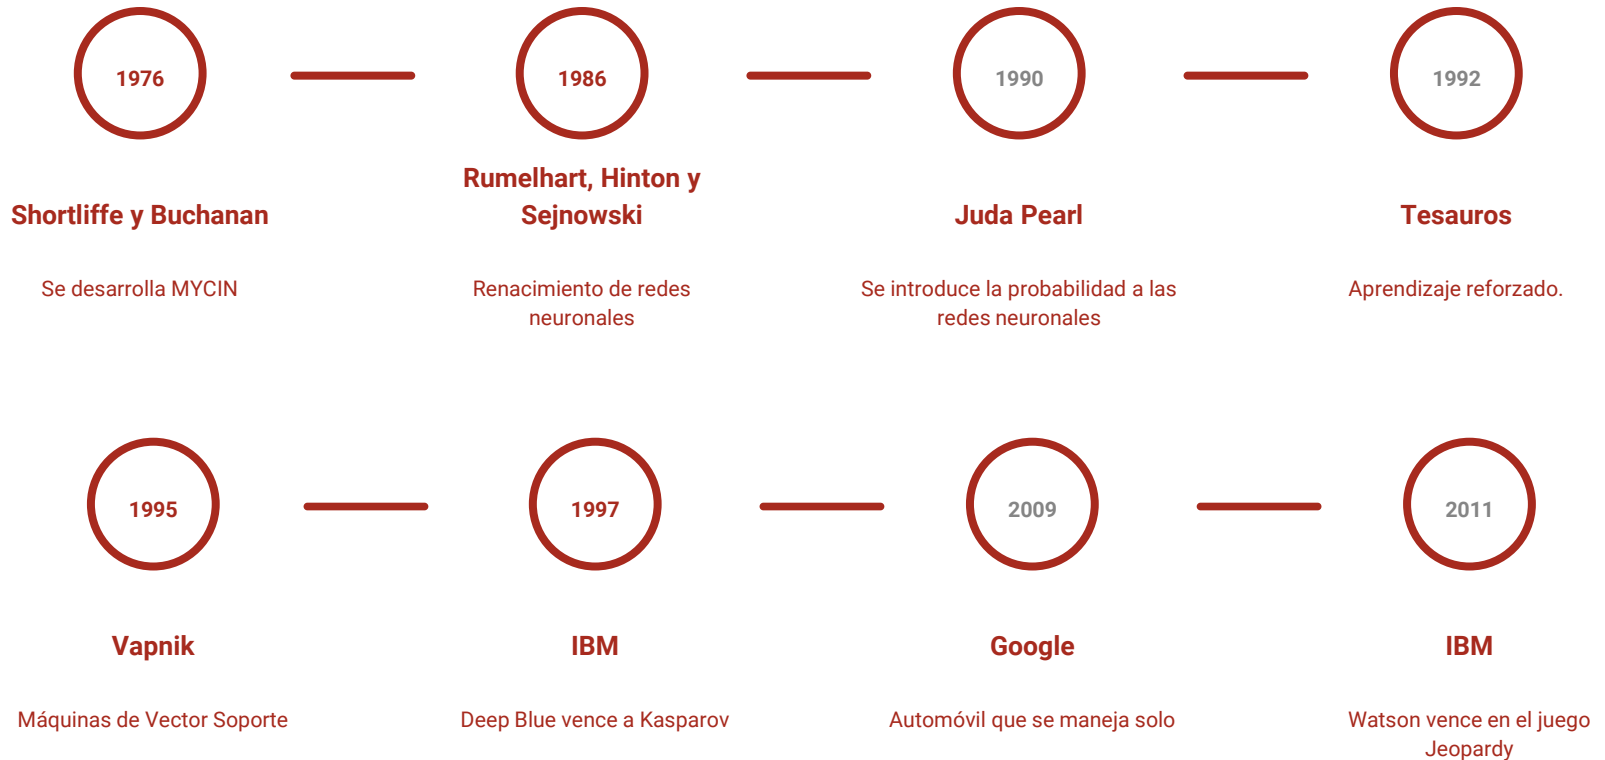 1976
Shortliffe y Buchanan
Se desarrolla MYCIN
1986
Rumelhart, Hinton y
Sejnowski
Renacimiento de redes
neuronales
1990
Juda Pearl
Se introduce la probabilidad a las
redes neuronales
1992
Tesauros
Aprendizaje reforzado.
1995
Vapnik
Máquinas de Vector Soporte
1997
IBM
Deep Blue vence a Kasparov
2009
Google
Automóvil que se maneja solo
2011
IBM
Watson vence en el juego
Jeopardy